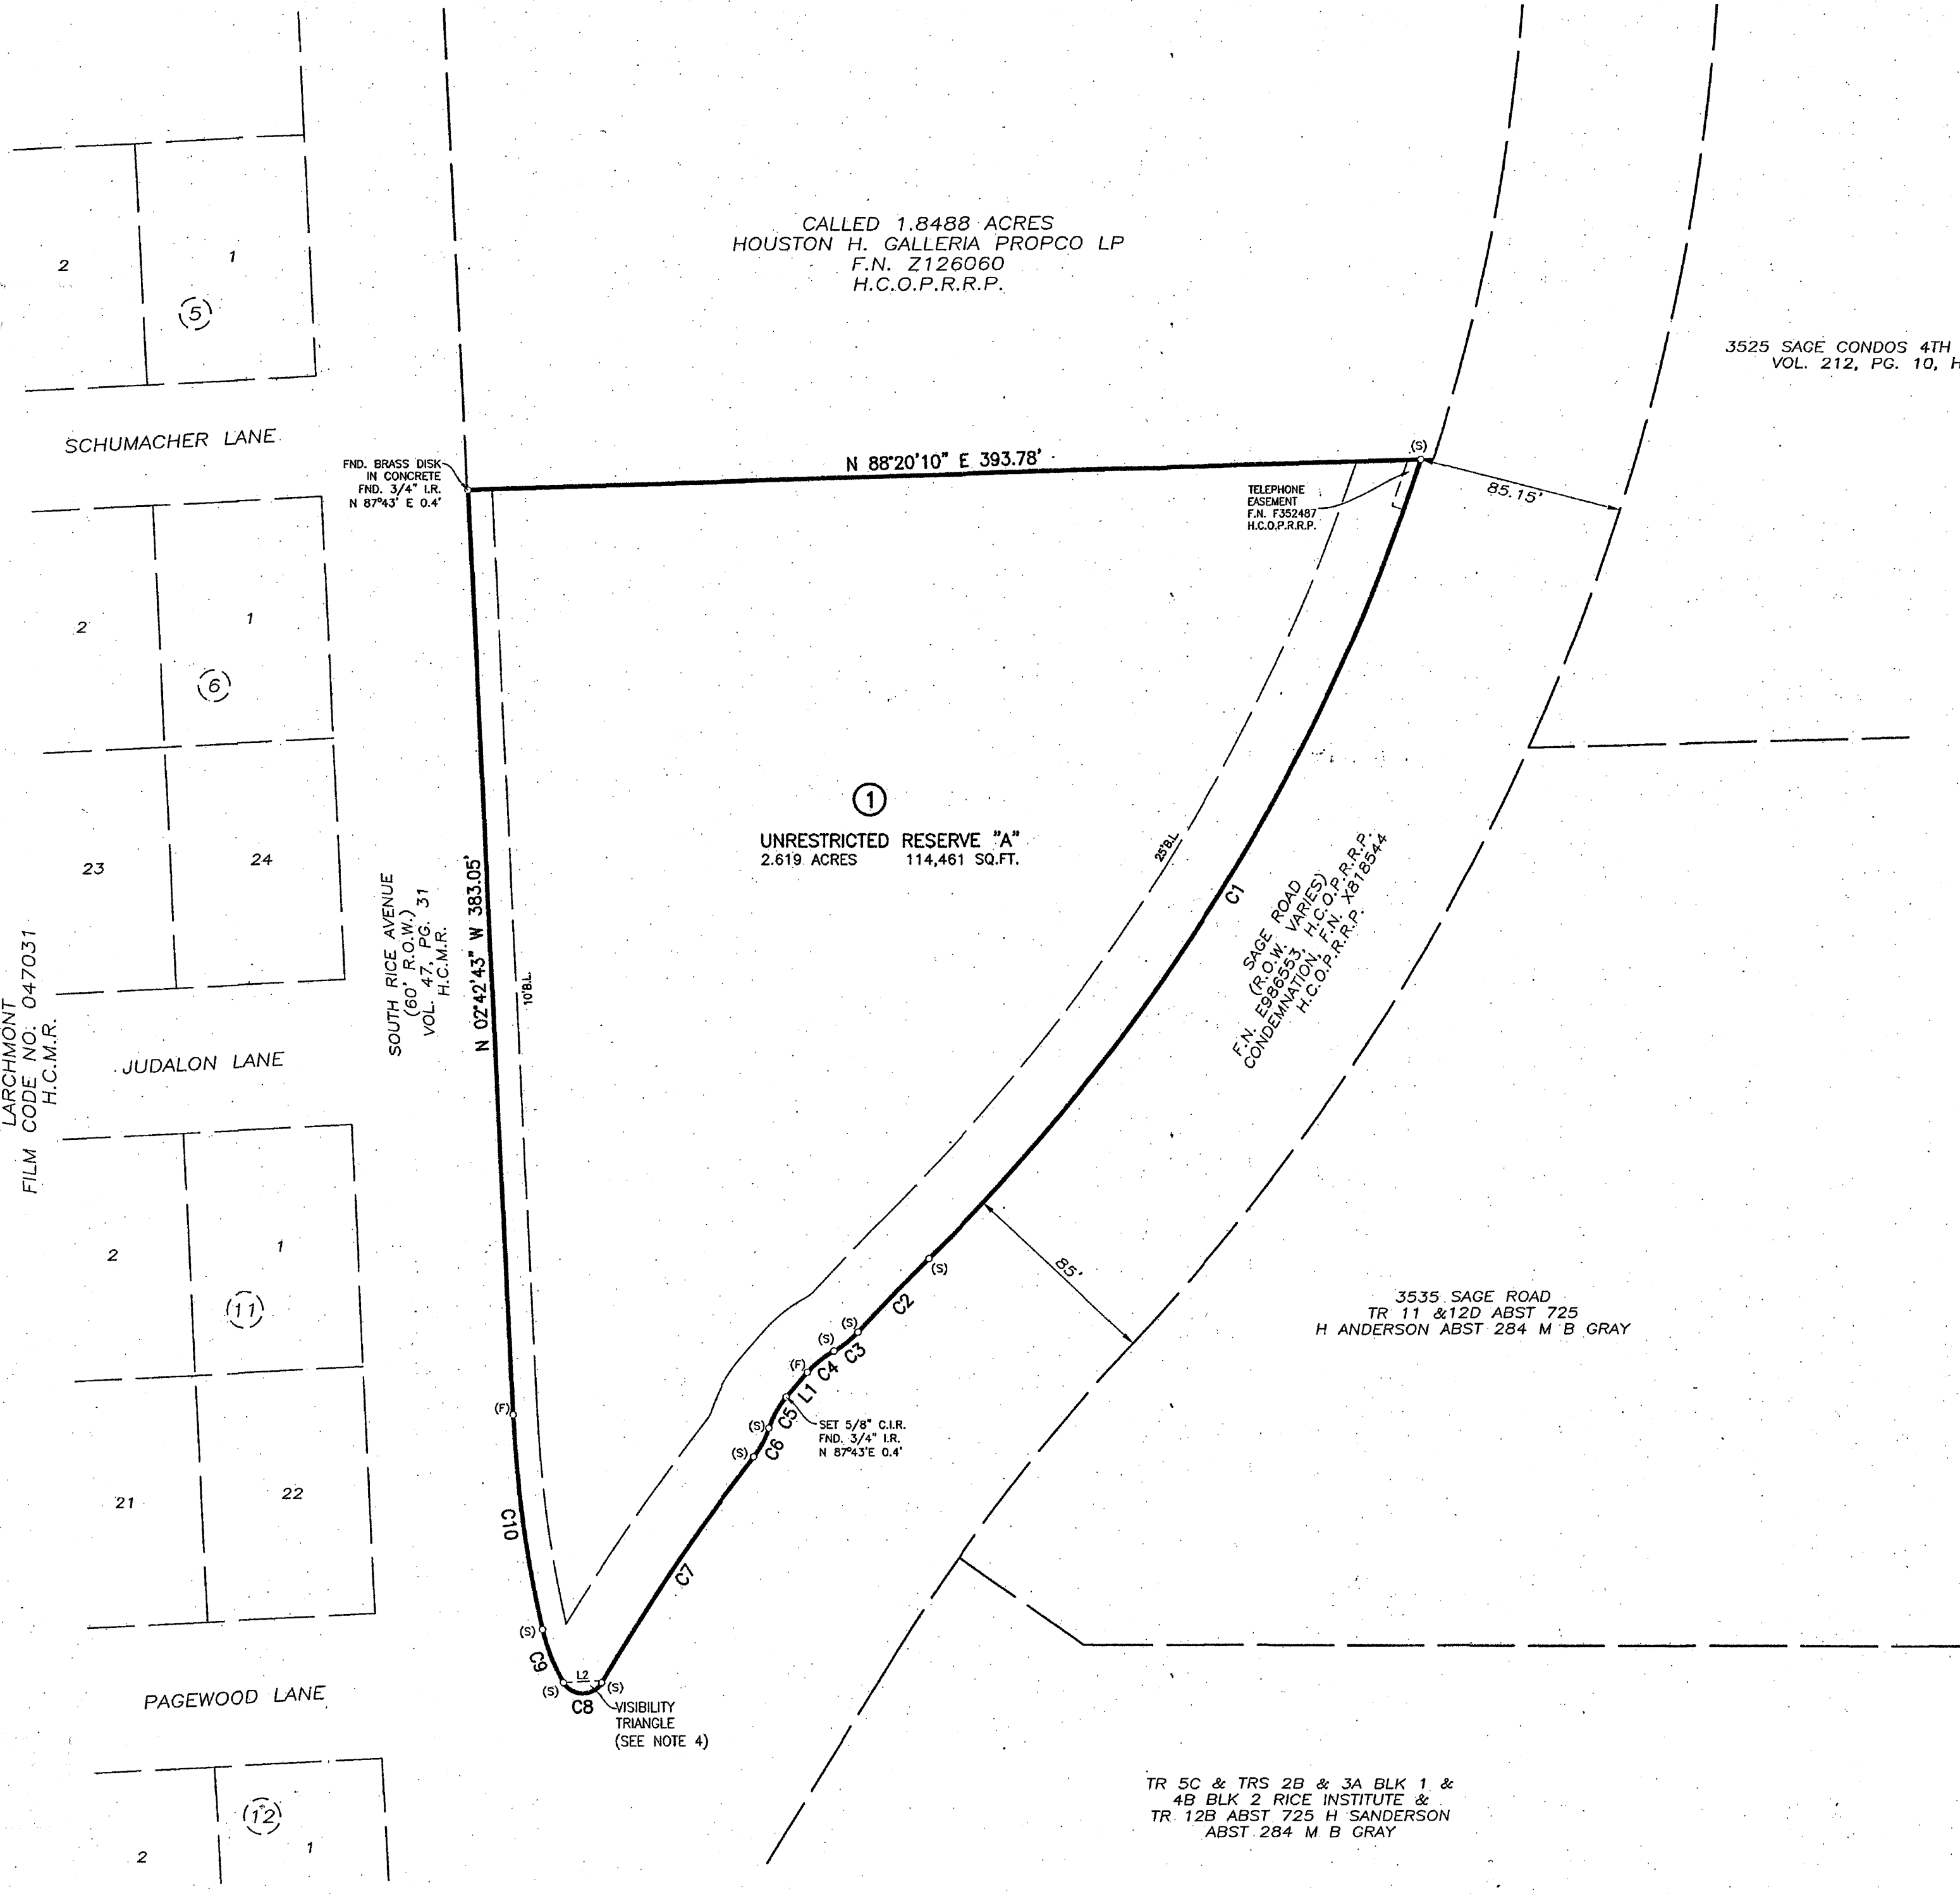 CALLED 1.8488 ACRES
HOUSTON H. GALLERIA PROPCO LP
F.N. Z126060
H.C.O.P.R.R.P.
2
1
5
3525 SAGE CONDOS 4TH
VOL. 212, PG. 10, H
SCHUMACHER LANE
FND. BRASS DISK
IN CONCRETE
FND. 3/4" I.R.
N 87°43' E 0.4'
N 88°20'10" E 393.78'
(S)
85.15'
TELEPHONE
EASEMENT
F.N. F352487
H.C.O.P.R.R.P.
2
1
6
23
24
1
UNRESTRICTED RESERVE "A"
2.619 ACRES 114,461 SQ.FT.
25'B.L.
C1
SAGE ROAD
(R.O.W. VARIES)
F.N. E986553, H.C.O.P.R.R.P.
CONDEMNATION, F.N. X818544
H.C.O.P.R.R.P.
LARCHMONT
FILM CODE NO. 047031
H.C.M.R.
SOUTH RICE AVENUE
(60' R.O.W.)
VOL. 47, PG. 31
H.C.M.R.
N 02°42'43" W 383.05'
10'B.L.
JUDALON LANE
2
1
11
21
22
(S)
85'
C2
(S)
C3
(S)
C4
(F)
L1
C5
(S)
C6
(S)
SET 5/8" C.I.R.
FND. 3/4" I.R.
N 87°43'E 0.4'
3535 SAGE ROAD
TR 11 &12D ABST 725
H ANDERSON ABST 284 M B GRAY
(F)
C10
C7
(S)
C9
L2
(S)
(S)
C8
VISIBILITY
TRIANGLE
(SEE NOTE 4)
PAGEWOOD LANE
12
2
1
TR 5C & TRS 2B & 3A BLK 1 &
4B BLK 2 RICE INSTITUTE &
TR 12B ABST 725 H SANDERSON
ABST 284 M B GRAY